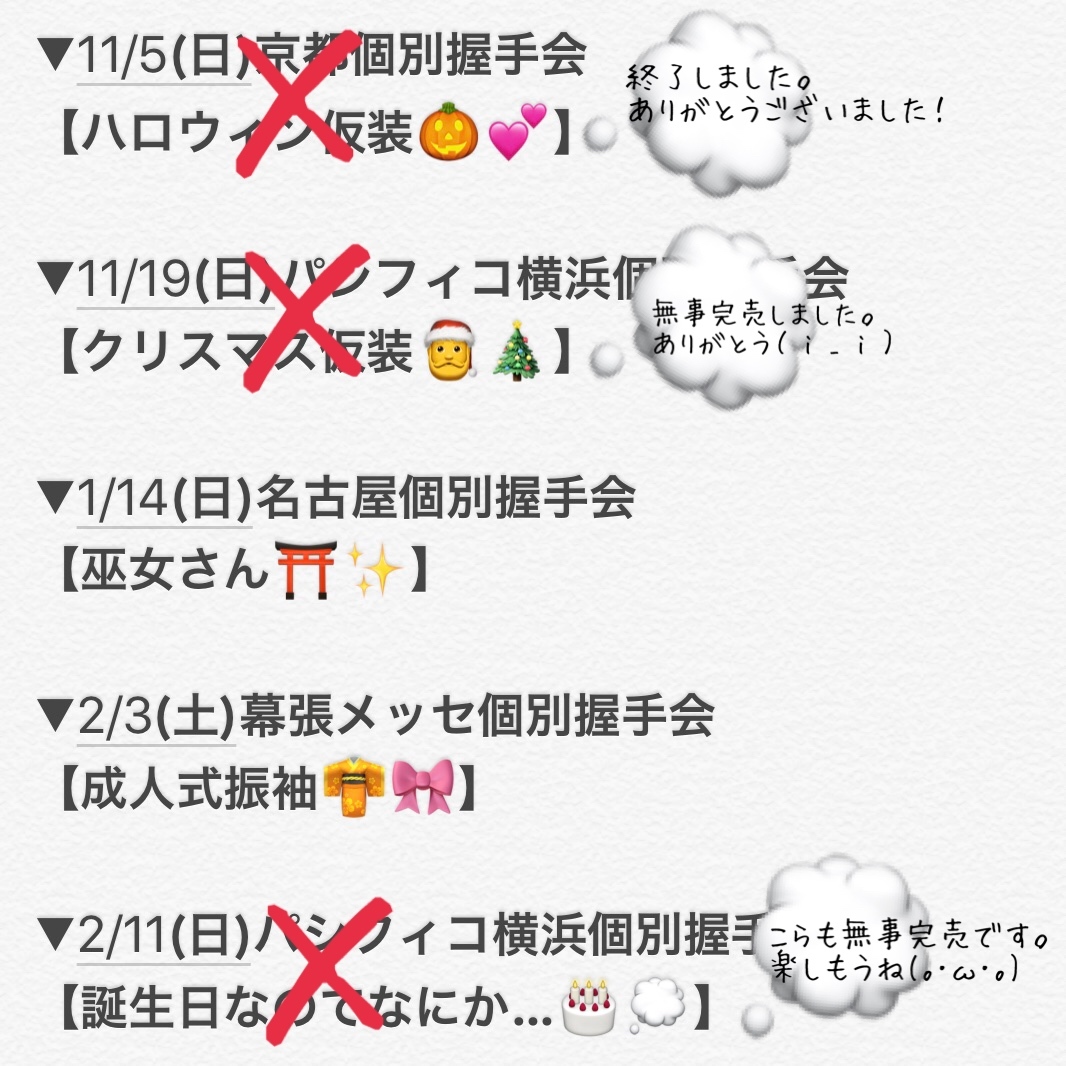 ▼11/5(日)京都個別握手会
【ハロウィン仮装🎃💕】
終了しました。
ありがとうございました!
▼11/19(日)パシフィコ横浜個別握手会
【クリスマス仮装🎅🎄】
無事完売しました。
ありがとう( i _ i )
▼1/14(日)名古屋個別握手会
【巫女さん⛩✨】
▼2/3(土)幕張メッセ個別握手会
【成人式振袖👘🎀】
▼2/11(日)パシフィコ横浜個別握手
【誕生日なのでなにか…🎂💭】
こらも無事完売です。
楽しもうね(。・ω・。)